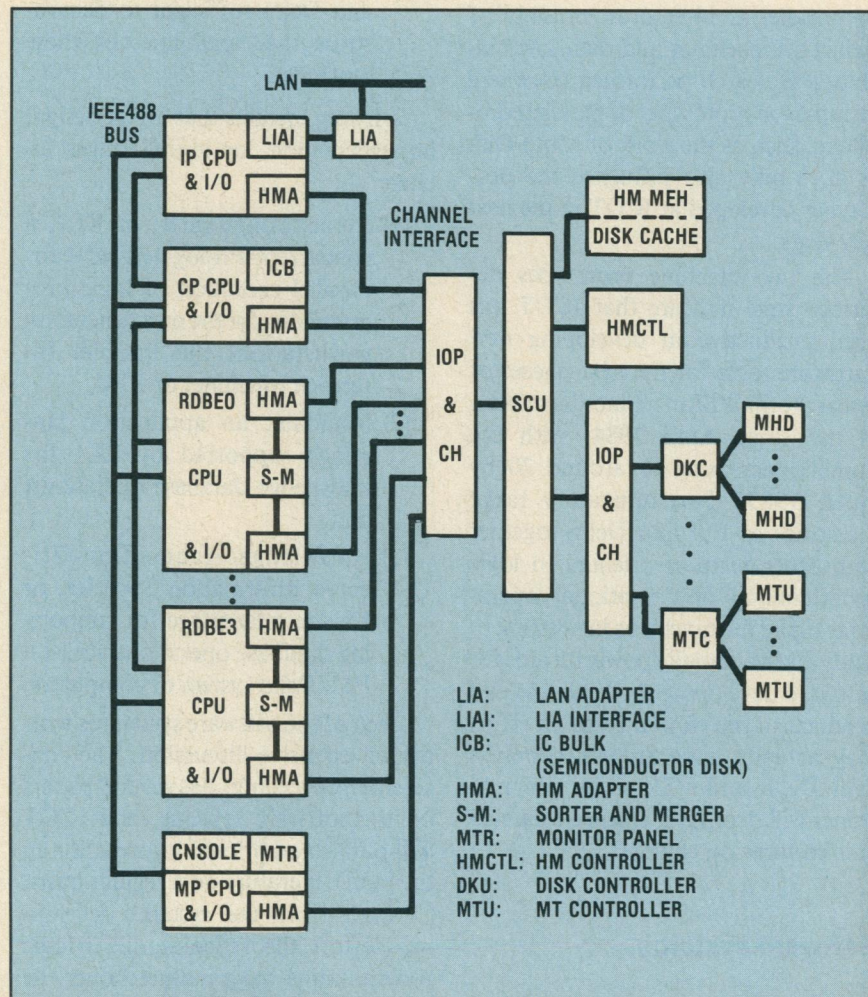 LAN
IEEE488
BUS
IP CPU
& I/O
LIAI
LIA
HMA
CHANNEL
INTERFACE
HM MEH
DISK CACHE
CP CPU
& I/O
ICB
HMA
HMCTL
IOP
&
CH
SCU
RDBE0
HMA
CPU
S-M
& I/O
HMA
IOP
&
CH
DKC
MHD
MHD
MTC
MTU
MTU
RDBE3
HMA
CPU
S-M
& I/O
HMA
CNSOLE
MTR
MP CPU
& I/O
HMA
LIA: LAN ADAPTER
LIAI: LIA INTERFACE
ICB: IC BULK
(SEMICONDUCTOR DISK)
HMA: HM ADAPTER
S-M: SORTER AND MERGER
MTR: MONITOR PANEL
HMCTL: HM CONTROLLER
DKU: DISK CONTROLLER
MTU: MT CONTROLLER